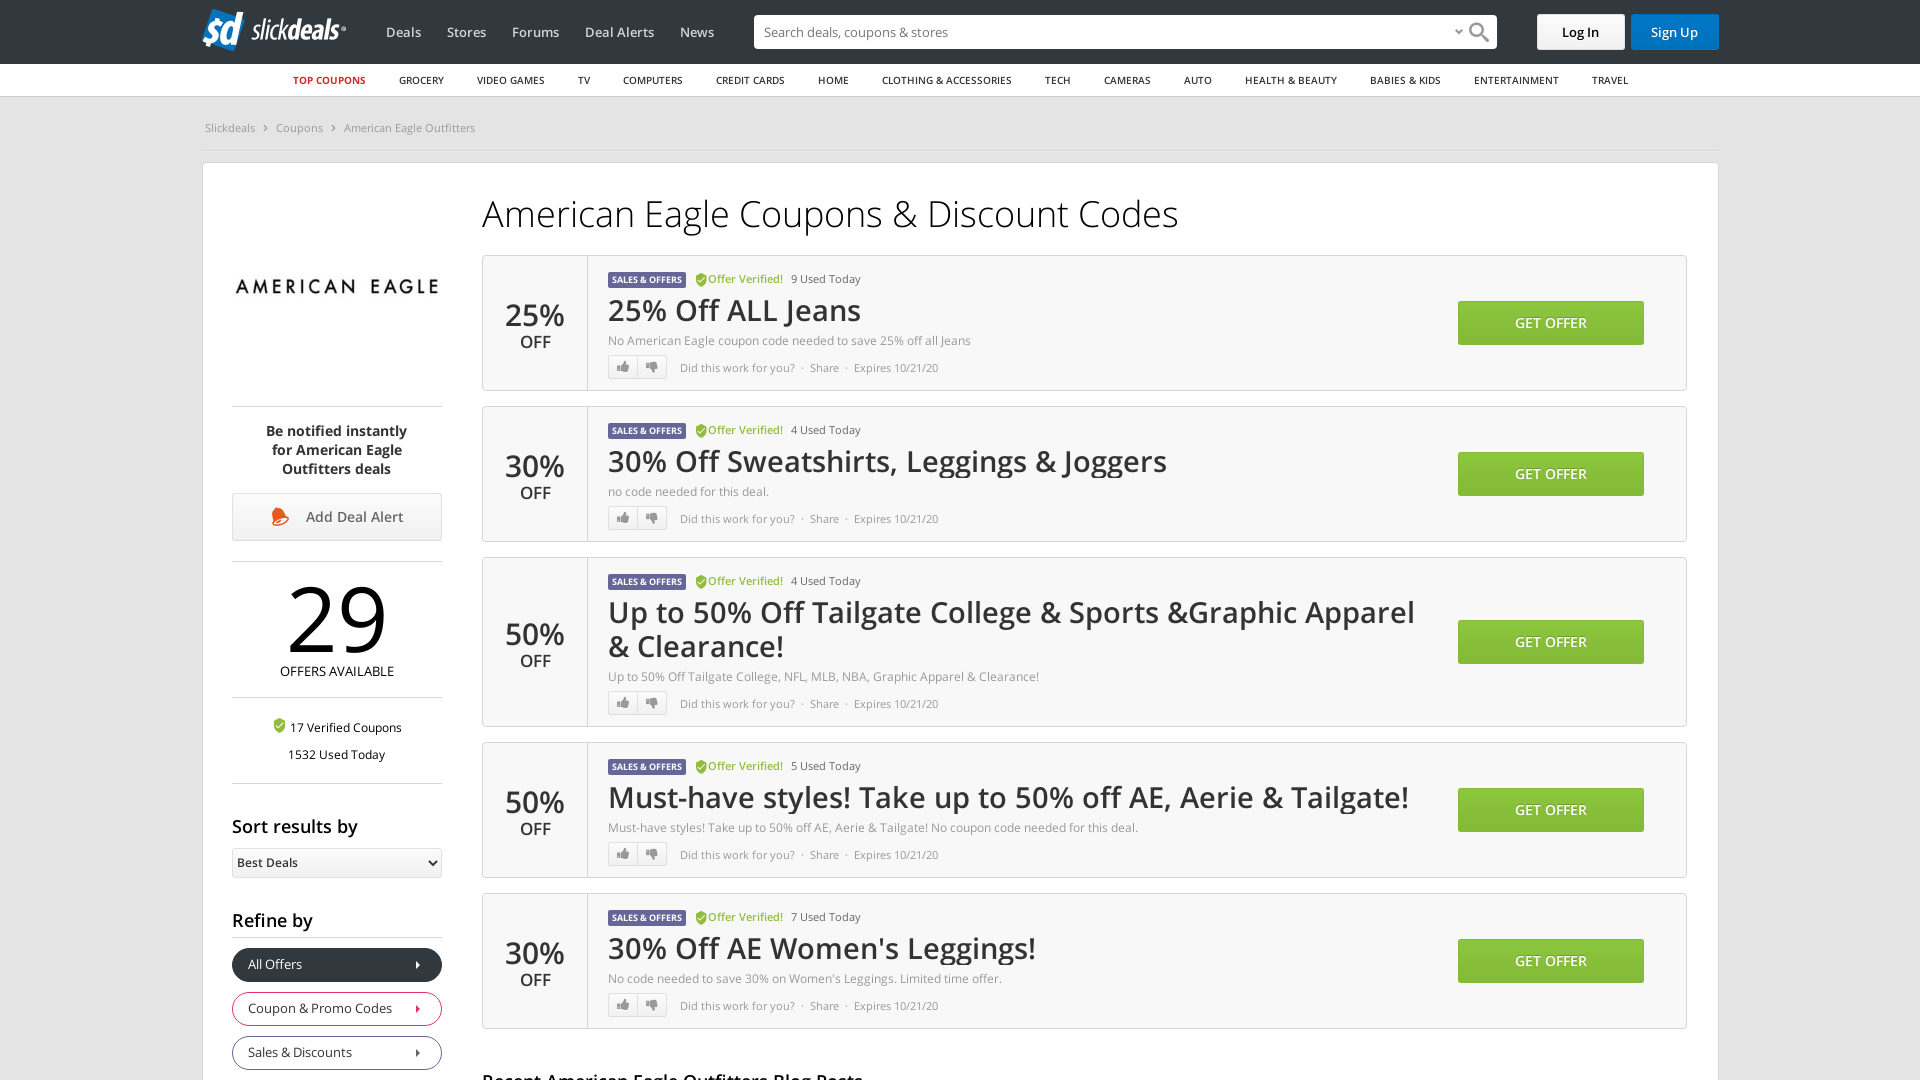 sd slickdeals
Deals
Stores
Forums
Deal Alerts
News
Search deals, coupons & stores
Log In
Sign Up
TOP COUPONS
GROCERY
VIDEO GAMES
TV
COMPUTERS
CREDIT CARDS
HOME
CLOTHING & ACCESSORIES
TECH
CAMERAS
AUTO
HEALTH & BEAUTY
BABIES & KIDS
ENTERTAINMENT
TRAVEL
Slickdeals > Coupons > American Eagle Outfitters
AMERICAN EAGLE
Be notified instantly
for American Eagle
Outfitters deals
Add Deal Alert
29
OFFERS AVAILABLE
17 Verified Coupons
1532 Used Today
Sort results by
Best Deals
Refine by
All Offers
Coupon & Promo Codes
Sales & Discounts
American Eagle Coupons & Discount Codes
25%
OFF
SALES & OFFERS Offer Verified! 9 Used Today
25% Off ALL Jeans
No American Eagle coupon code needed to save 25% off all Jeans
Did this work for you? · Share · Expires 10/21/20
GET OFFER
30%
OFF
SALES & OFFERS Offer Verified! 4 Used Today
30% Off Sweatshirts, Leggings & Joggers
no code needed for this deal.
Did this work for you? · Share · Expires 10/21/20
GET OFFER
50%
OFF
SALES & OFFERS Offer Verified! 4 Used Today
Up to 50% Off Tailgate College & Sports &Graphic Apparel
& Clearance!
Up to 50% Off Tailgate College, NFL, MLB, NBA, Graphic Apparel & Clearance!
Did this work for you? · Share · Expires 10/21/20
GET OFFER
50%
OFF
SALES & OFFERS Offer Verified! 5 Used Today
Must-have styles! Take up to 50% off AE, Aerie & Tailgate!
Must-have styles! Take up to 50% off AE, Aerie & Tailgate! No coupon code needed for this deal.
Did this work for you? · Share · Expires 10/21/20
GET OFFER
30%
OFF
SALES & OFFERS Offer Verified! 7 Used Today
30% Off AE Women's Leggings!
No code needed to save 30% on Women's Leggings. Limited time offer.
Did this work for you? · Share · Expires 10/21/20
GET OFFER
Recent American Eagle Outfitters Blog Posts